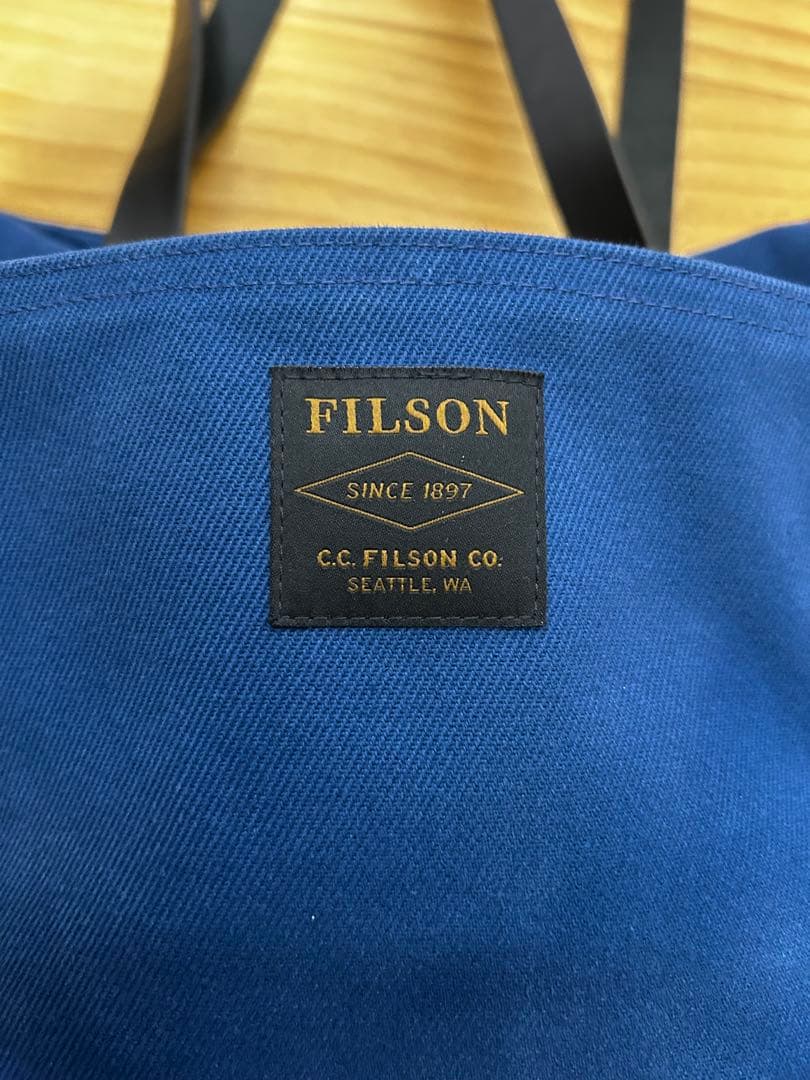 FILSON
SINCE 1897
C.C. FILSON CO.
SEATTLE, WA